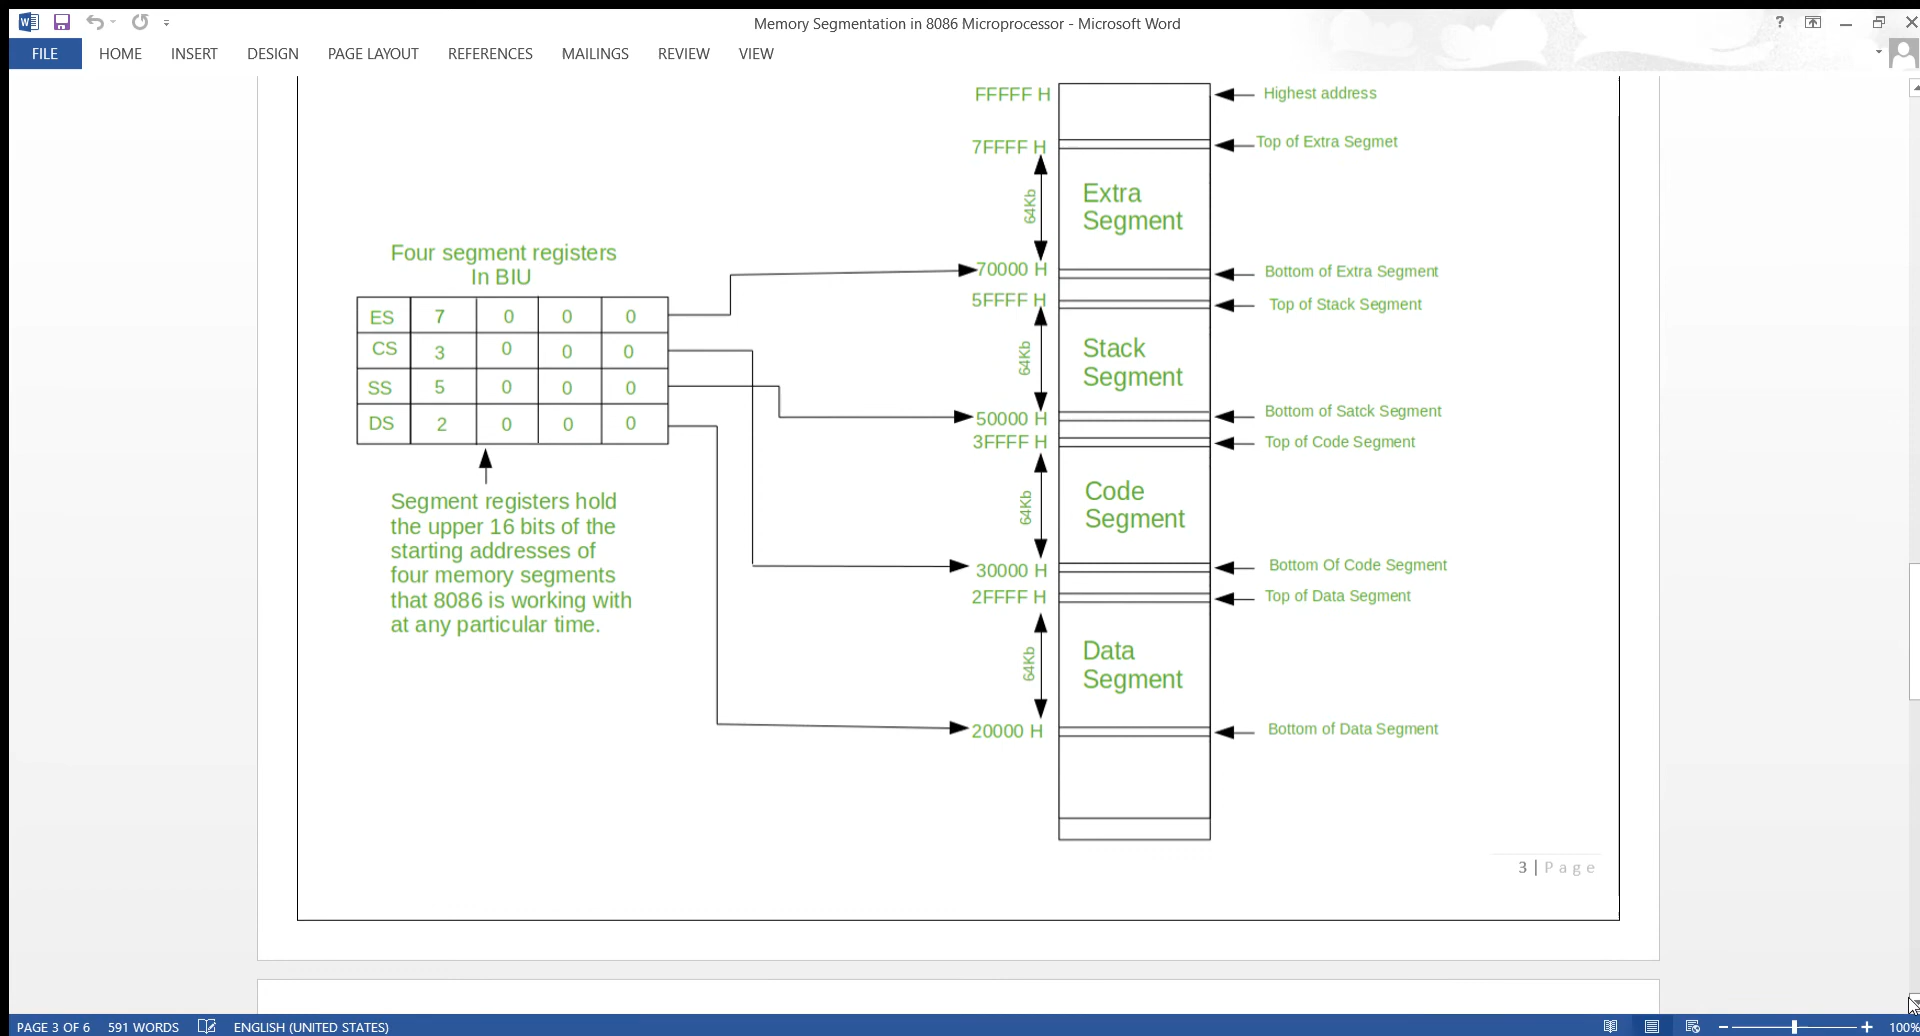 Memory Segmentation in 8086 Microprocessor - Microsoft Word
?
FILE HOME INSERT DESIGN PAGE LAYOUT REFERENCES MAILINGS REVIEW VIEW
FFFFF H Highest address
7FFFF H Top of Extra Segmet
64Kb
Extra
Segment
70000 H Bottom of Extra Segment
5FFFF H Top of Stack Segment
64Kb
Stack
Segment
50000 H Bottom of Satck Segment
3FFFF H Top of Code Segment
64Kb
Code
Segment
30000 H Bottom Of Code Segment
2FFFF H Top of Data Segment
64Kb
Data
Segment
20000 H Bottom of Data Segment
Four segment registers
In BIU
ES 7 0 0 0
CS 3 0 0 0
SS 5 0 0 0
DS 2 0 0 0
Segment registers hold
the upper 16 bits of the
starting addresses of
four memory segments
that 8086 is working with
at any particular time.
3 | Page
PAGE 3 OF 6 591 WORDS ENGLISH (UNITED STATES) 100%